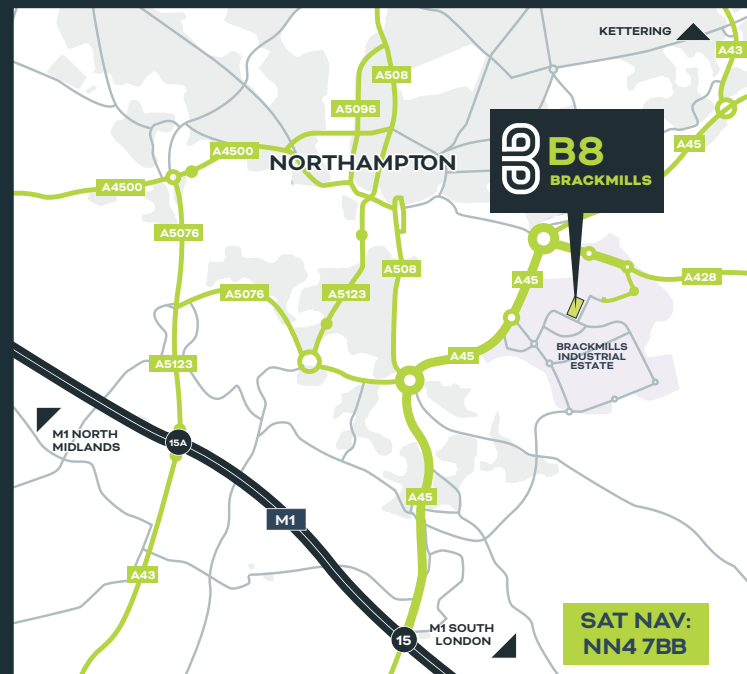 KETTERING
A43
A508
A5096
A45
A4500
NORTHAMPTON
B8
BRACKMILLS
A4500
A5076
A508
A45
A428
A5076
A5123
BRACKMILLS
INDUSTRIAL
ESTATE
A45
A5123
M1 NORTH
MIDLANDS
15A
A45
M1
A43
SAT NAV:
NN4 7BB
M1 SOUTH
LONDON
15